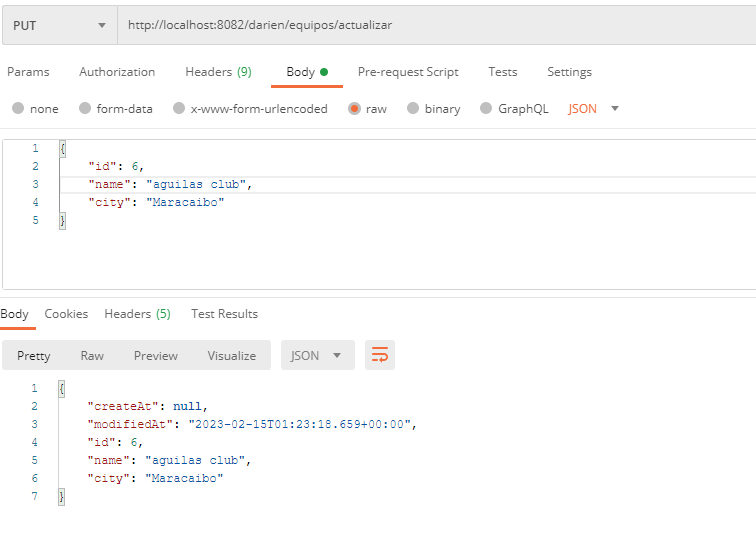 PUT http://localhost:8082/darien/equipos/actualizar
Params Authorization Headers (9) Body Pre-request Script Tests Settings
none form-data x-www-form-urlencoded raw binary GraphQL JSON
1 {
2 "id": 6,
3 "name": "aguilas club",
4 "city": "Maracaibo"
5 }
Body Cookies Headers (5) Test Results
Pretty Raw Preview Visualize JSON
1 {
2 "createAt": null,
3 "modifiedAt": "2023-02-15T01:23:18.659+00:00",
4 "id": 6,
5 "name": "aguilas club",
6 "city": "Maracaibo"
7 }